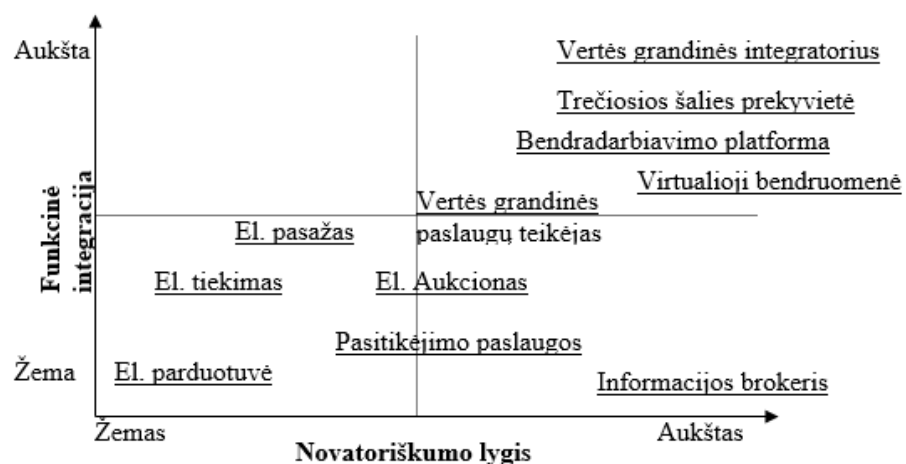 Aukšta
Vertės grandinės integratorius
Trečiosios šalies prekyvietė
Bendradarbiavimo platforma
Virtualioji bendruomenė
Vertės grandinės
paslaugų teikėjas
Funkcinė
integracija
El. pasažas
El. tiekimas
El. Aukcionas
Pasitikėjimo paslaugos
Žema
El. parduotuvė
Informacijos brokeris
Žemas
Aukštas
Novatoriškumo lygis